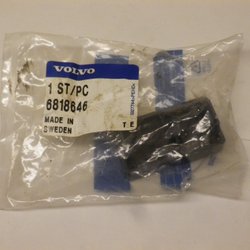 VOLVO
1 ST/PC
6818646
MADE IN
SWEDEN
T E